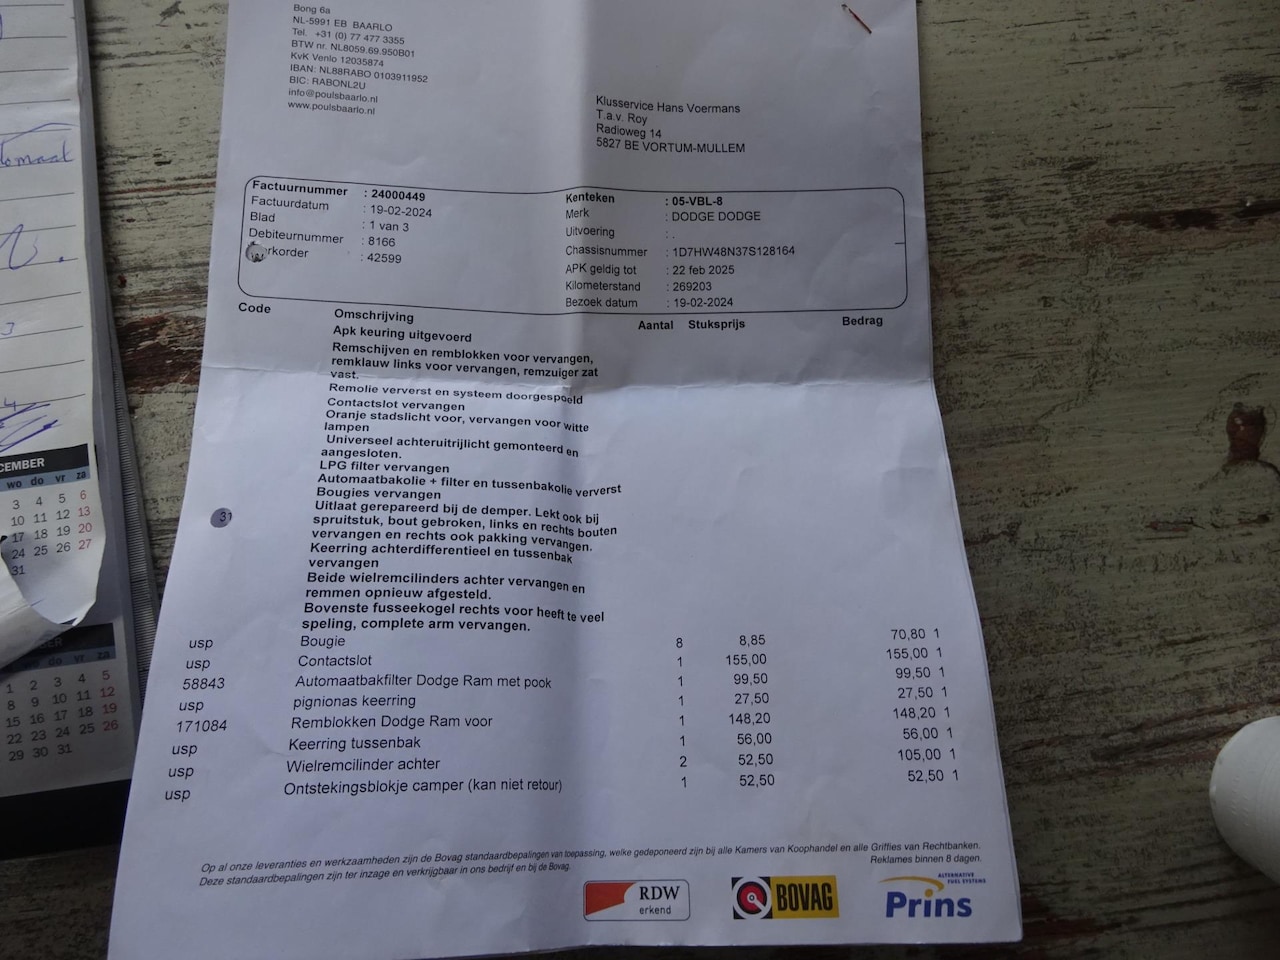 Bong 6a
NL-5991 EB BAARLO
Tel. +31 (0) 77 477 3355
BTW nr. NL8059.69.950B01
KvK Venlo 12035874
IBAN: NL88RABO 0103911952
BIC: RABONL2U
info@poulsbaarlo.nl
www.poulsbaarlo.nl
Klusservice Hans Voermans
T.a.v. Roy
Radioweg 14
5827 BE VORTUM-MULLEM
Factuurnummer : 24000449
Factuurdatum : 19-02-2024
Blad : 1 van 3
Debiteurnummer : 8166
rkorder : 42599
Kenteken : 05-VBL-8
Merk : DODGE DODGE
Uitvoering : .
Chassisnummer : 1D7HW48N37S128164
APK geldig tot : 22 feb 2025
Kilometerstand : 269203
Bezoek datum : 19-02-2024
Code Omschrijving Aantal Stuksprijs Bedrag
Apk keuring uitgevoerd
Remschijven en remblokken voor vervangen,
remklauw links voor vervangen, remzuiger zat
vast.
Remolie ververst en systeem doorgespoeld
Contactslot vervangen
Oranje stadslicht voor, vervangen voor witte
lampen
Universeel achteruitrijlicht gemonteerd en
aangesloten.
LPG filter vervangen
Automaatbakolie + filter en tussenbakolie ververst
Bougies vervangen
Uitlaat gerepareerd bij de demper. Lekt ook bij
spruitstuk, bout gebroken, links en rechts bouten
vervangen en rechts ook pakking vervangen.
Keerring achterdifferentieel en tussenbak
vervangen
Beide wielremcilinders achter vervangen en
remmen opnieuw afgesteld.
Bovenste fusseekogel rechts voor heeft te veel
speling, complete arm vervangen.
usp Bougie 8 8,85 70,80 1
usp Contactslot 1 155,00 155,00 1
58843 Automaatbakfilter Dodge Ram met pook 1 99,50 99,50 1
usp pignionas keerring 1 27,50 27,50 1
171084 Remblokken Dodge Ram voor 1 148,20 148,20 1
usp Keerring tussenbak 1 56,00 56,00 1
usp Wielremcilinder achter 2 52,50 105,00 1
usp Ontstekingsblokje camper (kan niet retour) 1 52,50 52,50 1
Op al onze leveranties en werkzaamheden zijn de Bovag standaardbepalingen van toepassing, welke gedeponeerd zijn bij alle Kamers van Koophandel en alle Griffies van Rechtbanken.
Deze standaardbepalingen zijn ter inzage en verkrijgbaar in ons bedrijf en bij de Bovag. Reklames binnen 8 dagen.
RDW
erkend
BOVAG
ALTERNATIVE
FUEL SYSTEMS
Prins
31
tomaat
CEMBER
wo do vr za
3 4 5 6
10 11 12 13
17 18 19 20
24 25 26 27
31
vr za
1 2 3 4 5
8 9 10 11 12
15 16 17 18 19
22 23 24 25 26
29 30 31